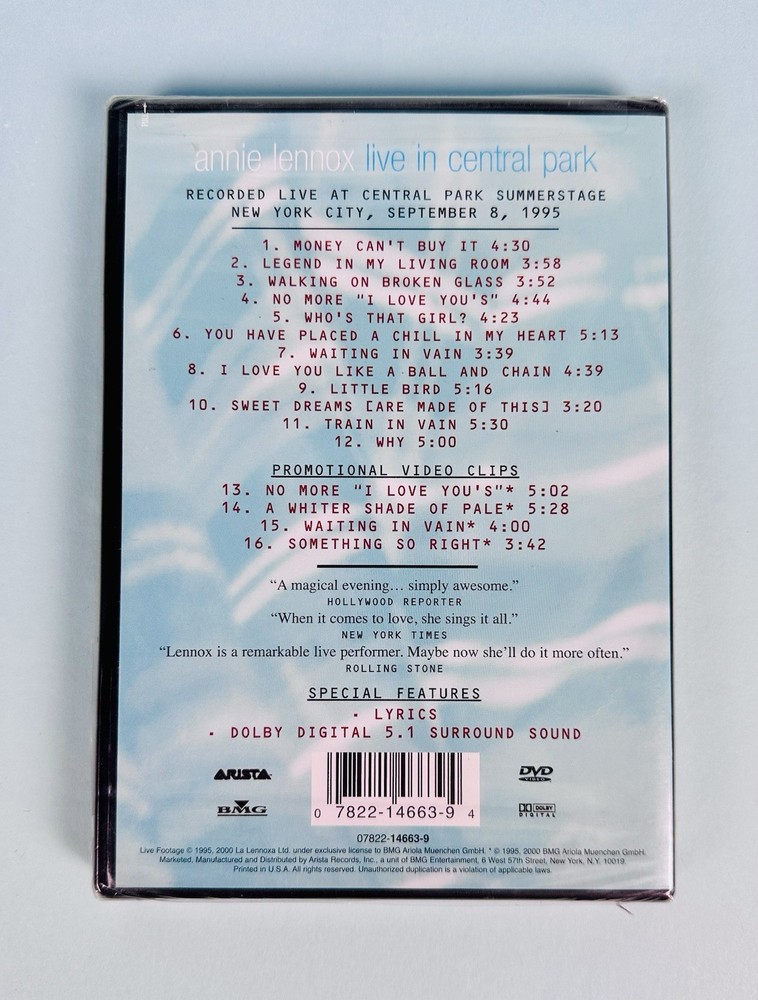 annie lennox live in central park
RECORDED LIVE AT CENTRAL PARK SUMMERSTAGE
NEW YORK CITY, SEPTEMBER 8, 1995
1. MONEY CAN'T BUY IT 4:30
2. LEGEND IN MY LIVING ROOM 3:58
3. WALKING ON BROKEN GLASS 3:52
4. NO MORE "I LOVE YOU'S" 4:44
5. WHO'S THAT GIRL? 4:23
6. YOU HAVE PLACED A CHILL IN MY HEART 5:13
7. WAITING IN VAIN 3:39
8. I LOVE YOU LIKE A BALL AND CHAIN 4:39
9. LITTLE BIRD 5:16
10. SWEET DREAMS [ARE MADE OF THIS] 3:20
11. TRAIN IN VAIN 5:30
12. WHY 5:00
PROMOTIONAL VIDEO CLIPS
13. NO MORE "I LOVE YOU'S"* 5:02
14. A WHITER SHADE OF PALE* 5:28
15. WAITING IN VAIN* 4:00
16. SOMETHING SO RIGHT* 3:42
“A magical evening... simply awesome.”
HOLLYWOOD REPORTER
“When it comes to love, she sings it all.”
NEW YORK TIMES
“Lennox is a remarkable live performer. Maybe now she’ll do it more often.”
ROLLING STONE
SPECIAL FEATURES
· LYRICS
· DOLBY DIGITAL 5.1 SURROUND SOUND
ARISTA
DVD VIDEO
BMG
DOLBY DIGITAL
0 7822-14663-9 4
07822-14663-9
Live Footage © 1995, 2000 La Lennoxa Ltd. under exclusive license to BMG Ariola Muenchen GmbH. * © 1995, 2000 BMG Ariola Muenchen GmbH.
Marketed, Manufactured and Distributed by Arista Records, Inc., a unit of BMG Entertainment, 6 West 57th Street, New York, N.Y. 10019.
Printed in U.S.A. All rights reserved. Unauthorized duplication is a violation of applicable laws.